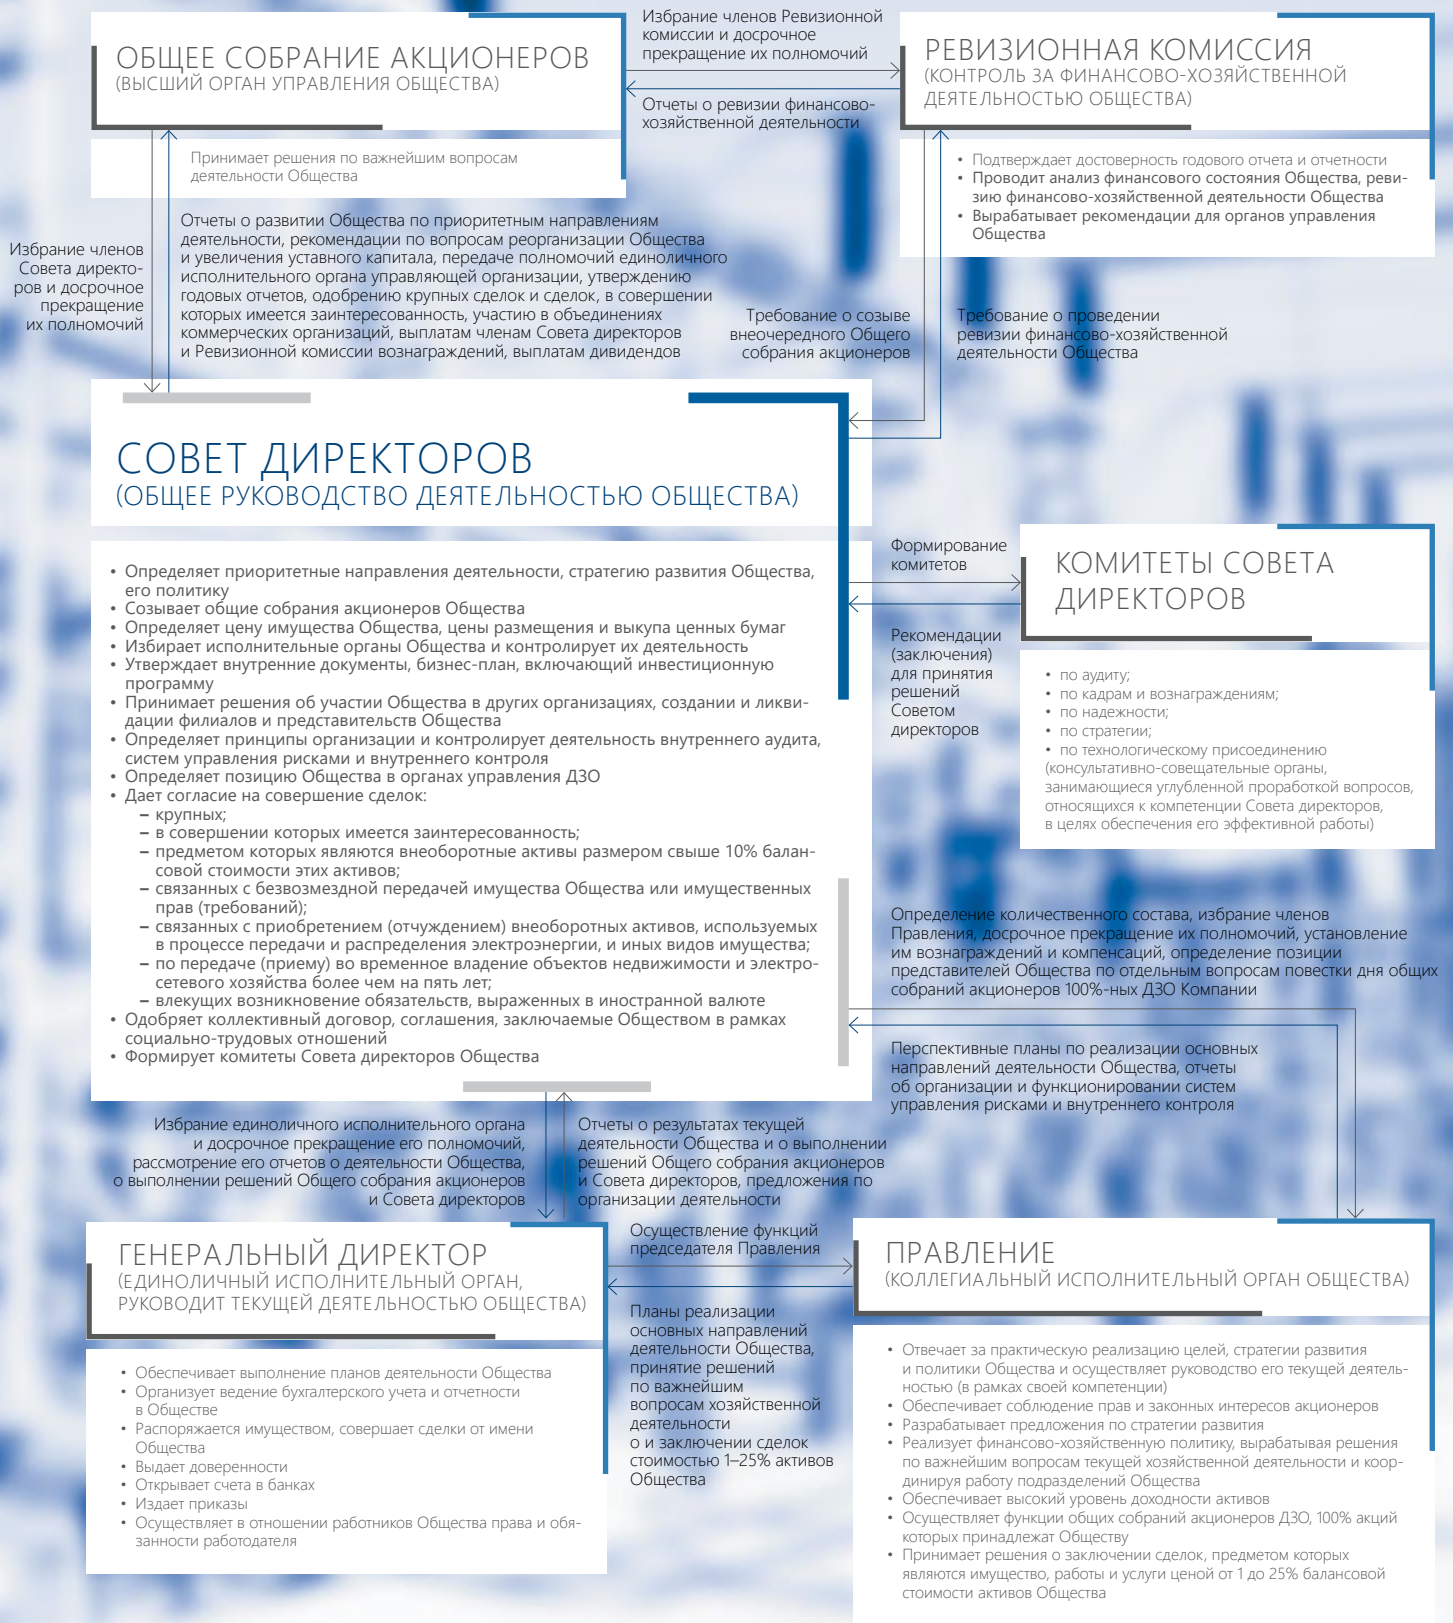 ОБЩЕЕ СОБРАНИЕ АКЦИОНЕРОВ
(ВЫСШИЙ ОРГАН УПРАВЛЕНИЯ ОБЩЕСТВА)
Принимает решения по важнейшим вопросам
деятельности Общества
Избрание членов Ревизионной
комиссии и досрочное
прекращение их полномочий
Отчеты о ревизии финансово-
хозяйственной деятельности
РЕВИЗИОННАЯ КОМИССИЯ
(КОНТРОЛЬ ЗА ФИНАНСОВО-ХОЗЯЙСТВЕННОЙ
ДЕЯТЕЛЬНОСТЬЮ ОБЩЕСТВА)
• Подтверждает достоверность годового отчета и отчетности
• Проводит анализ финансового состояния Общества, реви-
зию финансово-хозяйственной деятельности Общества
• Вырабатывает рекомендации для органов управления
Общества
Избрание членов
Совета директо-
ров и досрочное
прекращение
их полномочий
Отчеты о развитии Общества по приоритетным направлениям
деятельности, рекомендации по вопросам реорганизации Общества
и увеличения уставного капитала, передаче полномочий единоличного
исполнительного органа управляющей организации, утверждению
годовых отчетов, одобрению крупных сделок и сделок, в совершении
которых имеется заинтересованность, участию в объединениях
коммерческих организаций, выплатам членам Совета директоров
и Ревизионной комиссии вознаграждений, выплатам дивидендов
Требование о созыве
внеочередного Общего
собрания акционеров
Требование о проведении
ревизии финансово-хозяйственной
деятельности Общества
СОВЕТ ДИРЕКТОРОВ
(ОБЩЕЕ РУКОВОДСТВО ДЕЯТЕЛЬНОСТЬЮ ОБЩЕСТВА)
• Определяет приоритетные направления деятельности, стратегию развития Общества,
его политику
• Созывает общие собрания акционеров Общества
• Определяет цену имущества Общества, цены размещения и выкупа ценных бумаг
• Избирает исполнительные органы Общества и контролирует их деятельность
• Утверждает внутренние документы, бизнес-план, включающий инвестиционную
программу
• Принимает решения об участии Общества в других организациях, создании и ликви-
дации филиалов и представительств Общества
• Определяет принципы организации и контролирует деятельность внутреннего аудита,
систем управления рисками и внутреннего контроля
• Определяет позицию Общества в органах управления ДЗО
• Дает согласие на совершение сделок:
– крупных;
– в совершении которых имеется заинтересованность;
– предметом которых являются внеоборотные активы размером свыше 10% балан-
совой стоимости этих активов;
– связанных с безвозмездной передачей имущества Общества или имущественных
прав (требований);
– связанных с приобретением (отчуждением) внеоборотных активов, используемых
в процессе передачи и распределения электроэнергии, и иных видов имущества;
– по передаче (приему) во временное владение объектов недвижимости и электро-
сетевого хозяйства более чем на пять лет;
– влекущих возникновение обязательств, выраженных в иностранной валюте
• Одобряет коллективный договор, соглашения, заключаемые Обществом в рамках
социально-трудовых отношений
• Формирует комитеты Совета директоров Общества
Формирование
комитетов
Рекомендации
(заключения)
для принятия
решений
Советом
директоров
КОМИТЕТЫ СОВЕТА
ДИРЕКТОРОВ
• по аудиту;
• по кадрам и вознаграждениям;
• по надежности;
• по стратегии;
• по технологическому присоединению
(консультативно-совещательные органы,
занимающиеся углубленной проработкой вопросов,
относящихся к компетенции Совета директоров,
в целях обеспечения его эффективной работы)
Определение количественного состава, избрание членов
Правления, досрочное прекращение их полномочий, установление
им вознаграждений и компенсаций, определение позиции
представителей Общества по отдельным вопросам повестки дня общих
собраний акционеров 100%-ных ДЗО Компании
Перспективные планы по реализации основных
направлений деятельности Общества, отчеты
об организации и функционировании систем
управления рисками и внутреннего контроля
Избрание единоличного исполнительного органа
и досрочное прекращение его полномочий,
рассмотрение его отчетов о деятельности Общества,
о выполнении решений Общего собрания акционеров
и Совета директоров
Отчеты о результатах текущей
деятельности Общества и о выполнении
решений Общего собрания акционеров
и Совета директоров, предложения по
организации деятельности
ГЕНЕРАЛЬНЫЙ ДИРЕКТОР
(ЕДИНОЛИЧНЫЙ ИСПОЛНИТЕЛЬНЫЙ ОРГАН,
РУКОВОДИТ ТЕКУЩЕЙ ДЕЯТЕЛЬНОСТЬЮ ОБЩЕСТВА)
• Обеспечивает выполнение планов деятельности Общества
• Организует ведение бухгалтерского учета и отчетности
в Обществе
• Распоряжается имуществом, совершает сделки от имени
Общества
• Выдает доверенности
• Открывает счета в банках
• Издает приказы
• Осуществляет в отношении работников Общества права и обя-
занности работодателя
Осуществление функций
председателя Правления
Планы реализации
основных направлений
деятельности Общества,
принятие решений
по важнейшим
вопросам хозяйственной
деятельности
о и заключении сделок
стоимостью 1–25% активов
Общества
ПРАВЛЕНИЕ
(КОЛЛЕГИАЛЬНЫЙ ИСПОЛНИТЕЛЬНЫЙ ОРГАН ОБЩЕСТВА)
• Отвечает за практическую реализацию целей, стратегии развития
и политики Общества и осуществляет руководство его текущей деятель-
ностью (в рамках своей компетенции)
• Обеспечивает соблюдение прав и законных интересов акционеров
• Разрабатывает предложения по стратегии развития
• Реализует финансово-хозяйственную политику, вырабатывая решения
по важнейшим вопросам текущей хозяйственной деятельности и коор-
динируя работу подразделений Общества
• Обеспечивает высокий уровень доходности активов
• Осуществляет функции общих собраний акционеров ДЗО, 100% акций
которых принадлежат Обществу
• Принимает решения о заключении сделок, предметом которых
являются имущество, работы и услуги ценой от 1 до 25% балансовой
стоимости активов Общества